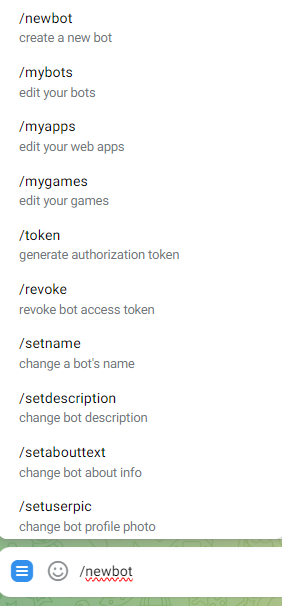 /newbot
create a new bot
/mybots
edit your bots
/myapps
edit your web apps
/mygames
edit your games
/token
generate authorization token
/revoke
revoke bot access token
/setname
change a bot's name
/setdescription
change bot description
/setabouttext
change bot about info
/setuserpic
change bot profile photo
/newbot